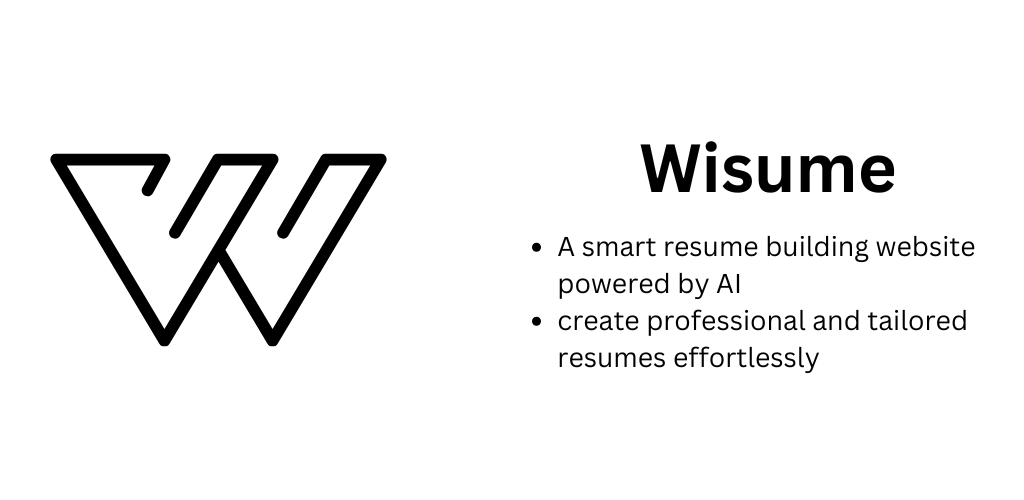 Wisume
• A smart resume building website
powered by AI
• create professional and tailored
resumes effortlessly